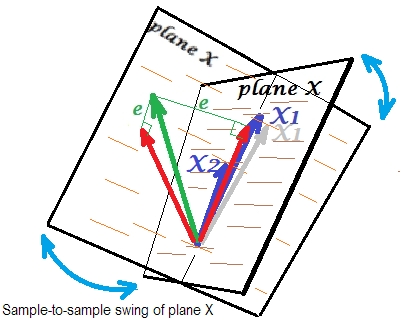 plane X
plane X
e
e
X1
X1
X2
Sample-to-sample swing of plane X